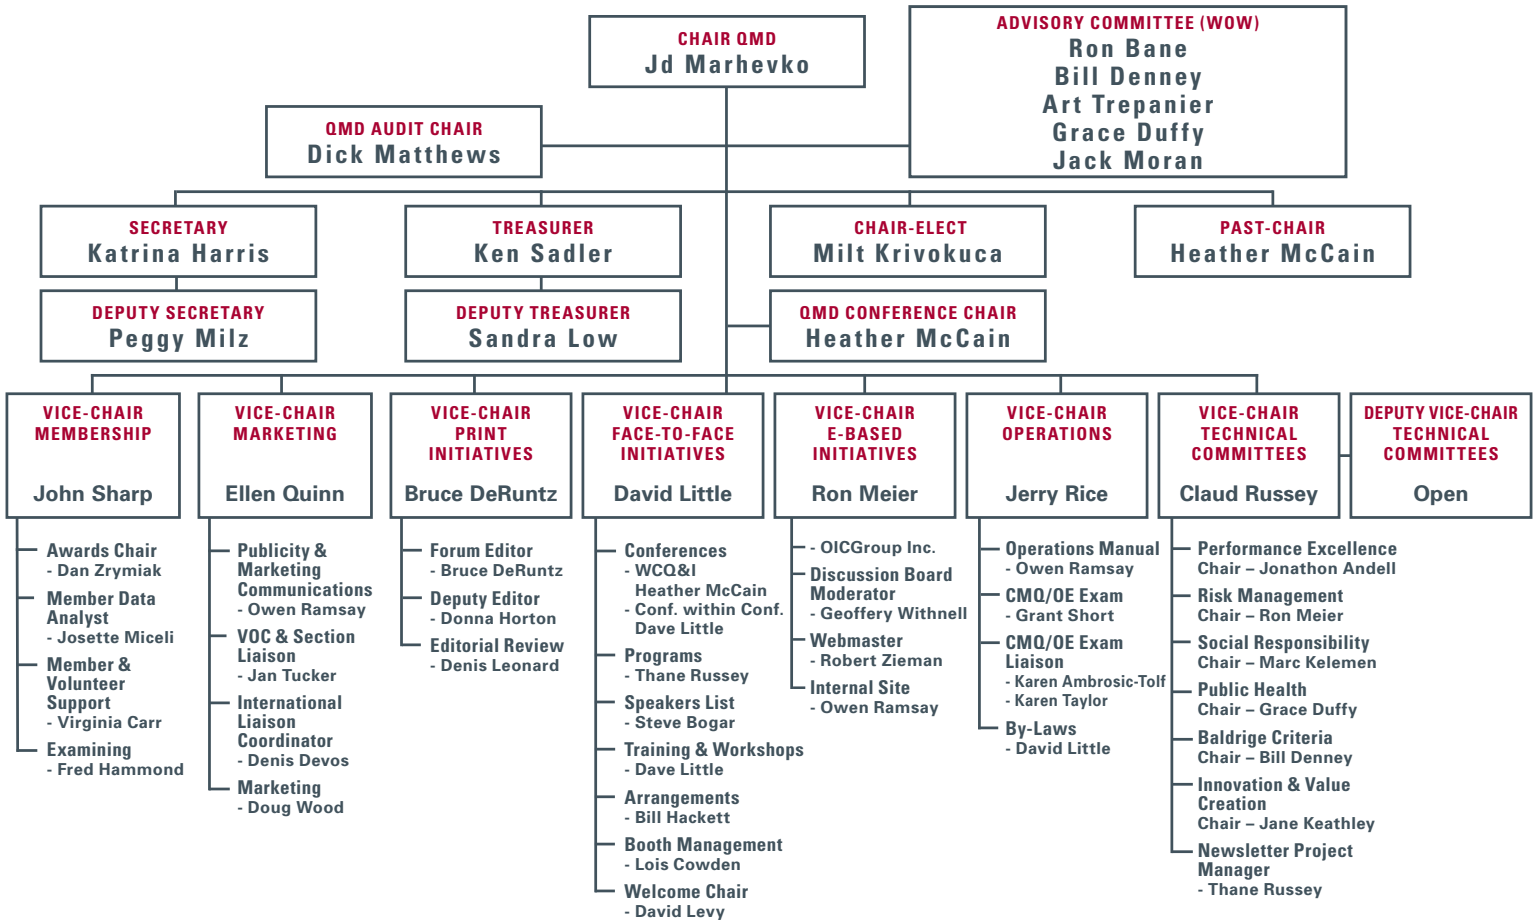 CHAIR QMD
Jd Marhevko
ADVISORY COMMITTEE (WOW)
Ron Bane
Bill Denney
Art Trepanier
Grace Duffy
Jack Moran
QMD AUDIT CHAIR
Dick Matthews
SECRETARY
Katrina Harris
TREASURER
Ken Sadler
CHAIR-ELECT
Milt Krivokuca
PAST-CHAIR
Heather McCain
DEPUTY SECRETARY
Peggy Milz
DEPUTY TREASURER
Sandra Low
QMD CONFERENCE CHAIR
Heather McCain
VICE-CHAIR
MEMBERSHIP
John Sharp
Awards Chair
- Dan Zrymiak
Member Data
Analyst
- Josette Miceli
Member &
Volunteer
Support
- Virginia Carr
Examining
- Fred Hammond
VICE-CHAIR
MARKETING
Ellen Quinn
Publicity &
Marketing
Communications
- Owen Ramsay
VOC & Section
Liaison
- Jan Tucker
International
Liaison
Coordinator
- Denis Devos
Marketing
- Doug Wood
VICE-CHAIR
PRINT
INITIATIVES
Bruce DeRuntz
Forum Editor
- Bruce DeRuntz
Deputy Editor
- Donna Horton
Editorial Review
- Denis Leonard
VICE-CHAIR
FACE-TO-FACE
INITIATIVES
David Little
Conferences
- WCQ&I
Heather McCain
- Conf. within Conf.
Dave Little
Programs
- Thane Russey
Speakers List
- Steve Bogar
Training & Workshops
- Dave Little
Arrangements
- Bill Hackett
Booth Management
- Lois Cowden
Welcome Chair
- David Levy
VICE-CHAIR
E-BASED
INITIATIVES
Ron Meier
- OICGroup Inc.
Discussion Board
Moderator
- Geoffery Withnell
Webmaster
- Robert Zieman
Internal Site
- Owen Ramsay
VICE-CHAIR
OPERATIONS
Jerry Rice
Operations Manual
- Owen Ramsay
CMQ/OE Exam
- Grant Short
CMQ/OE Exam
Liaison
- Karen Ambrosic-Tolf
- Karen Taylor
By-Laws
- David Little
VICE-CHAIR
TECHNICAL
COMMITTEES
Claud Russey
Performance Excellence
Chair – Jonathon Andell
Risk Management
Chair – Ron Meier
Social Responsibility
Chair – Marc Kelemen
Public Health
Chair – Grace Duffy
Baldrige Criteria
Chair – Bill Denney
Innovation & Value
Creation
Chair – Jane Keathley
Newsletter Project
Manager
- Thane Russey
DEPUTY VICE-CHAIR
TECHNICAL
COMMITTEES
Open